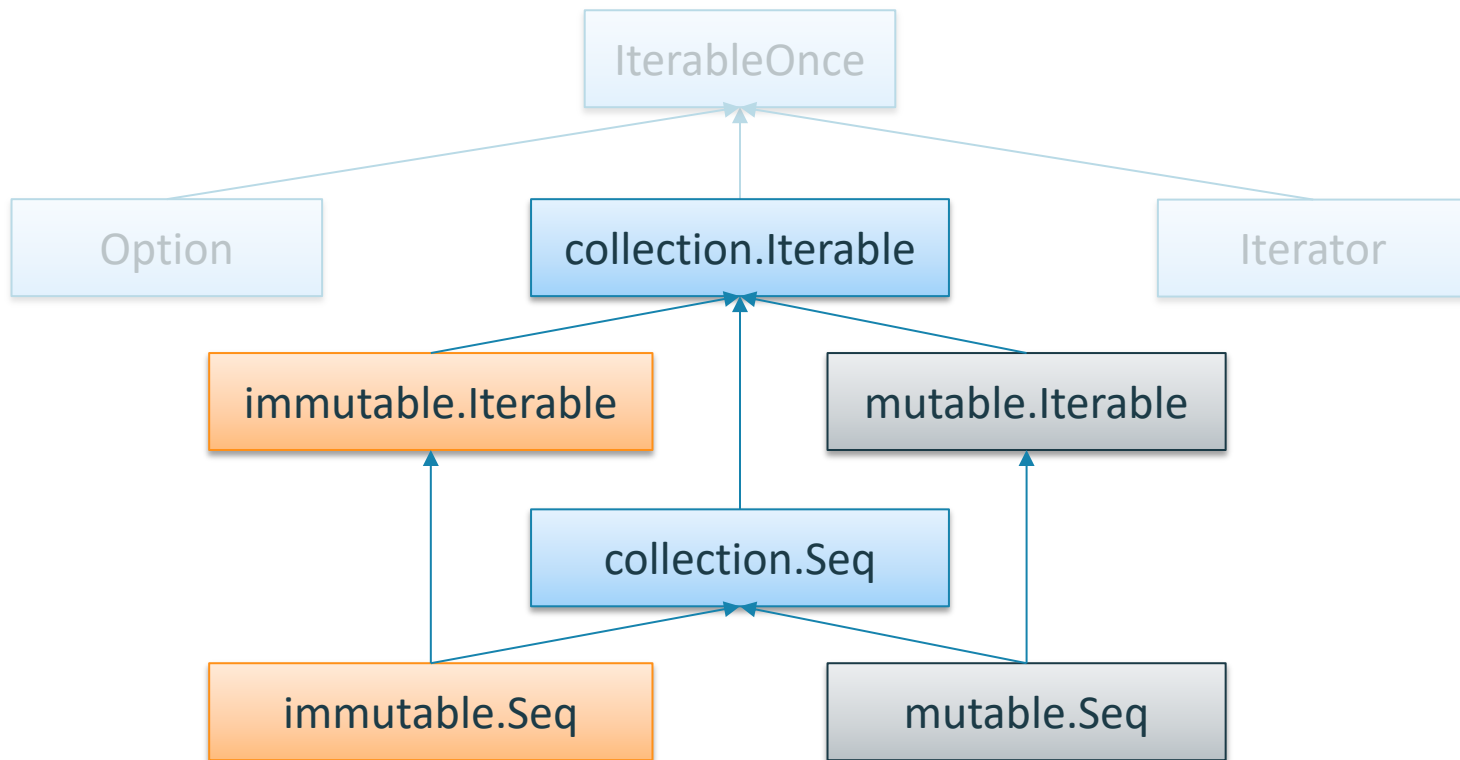 IterableOnce
Option
collection.Iterable
Iterator
immutable.Iterable
mutable.Iterable
collection.Seq
immutable.Seq
mutable.Seq